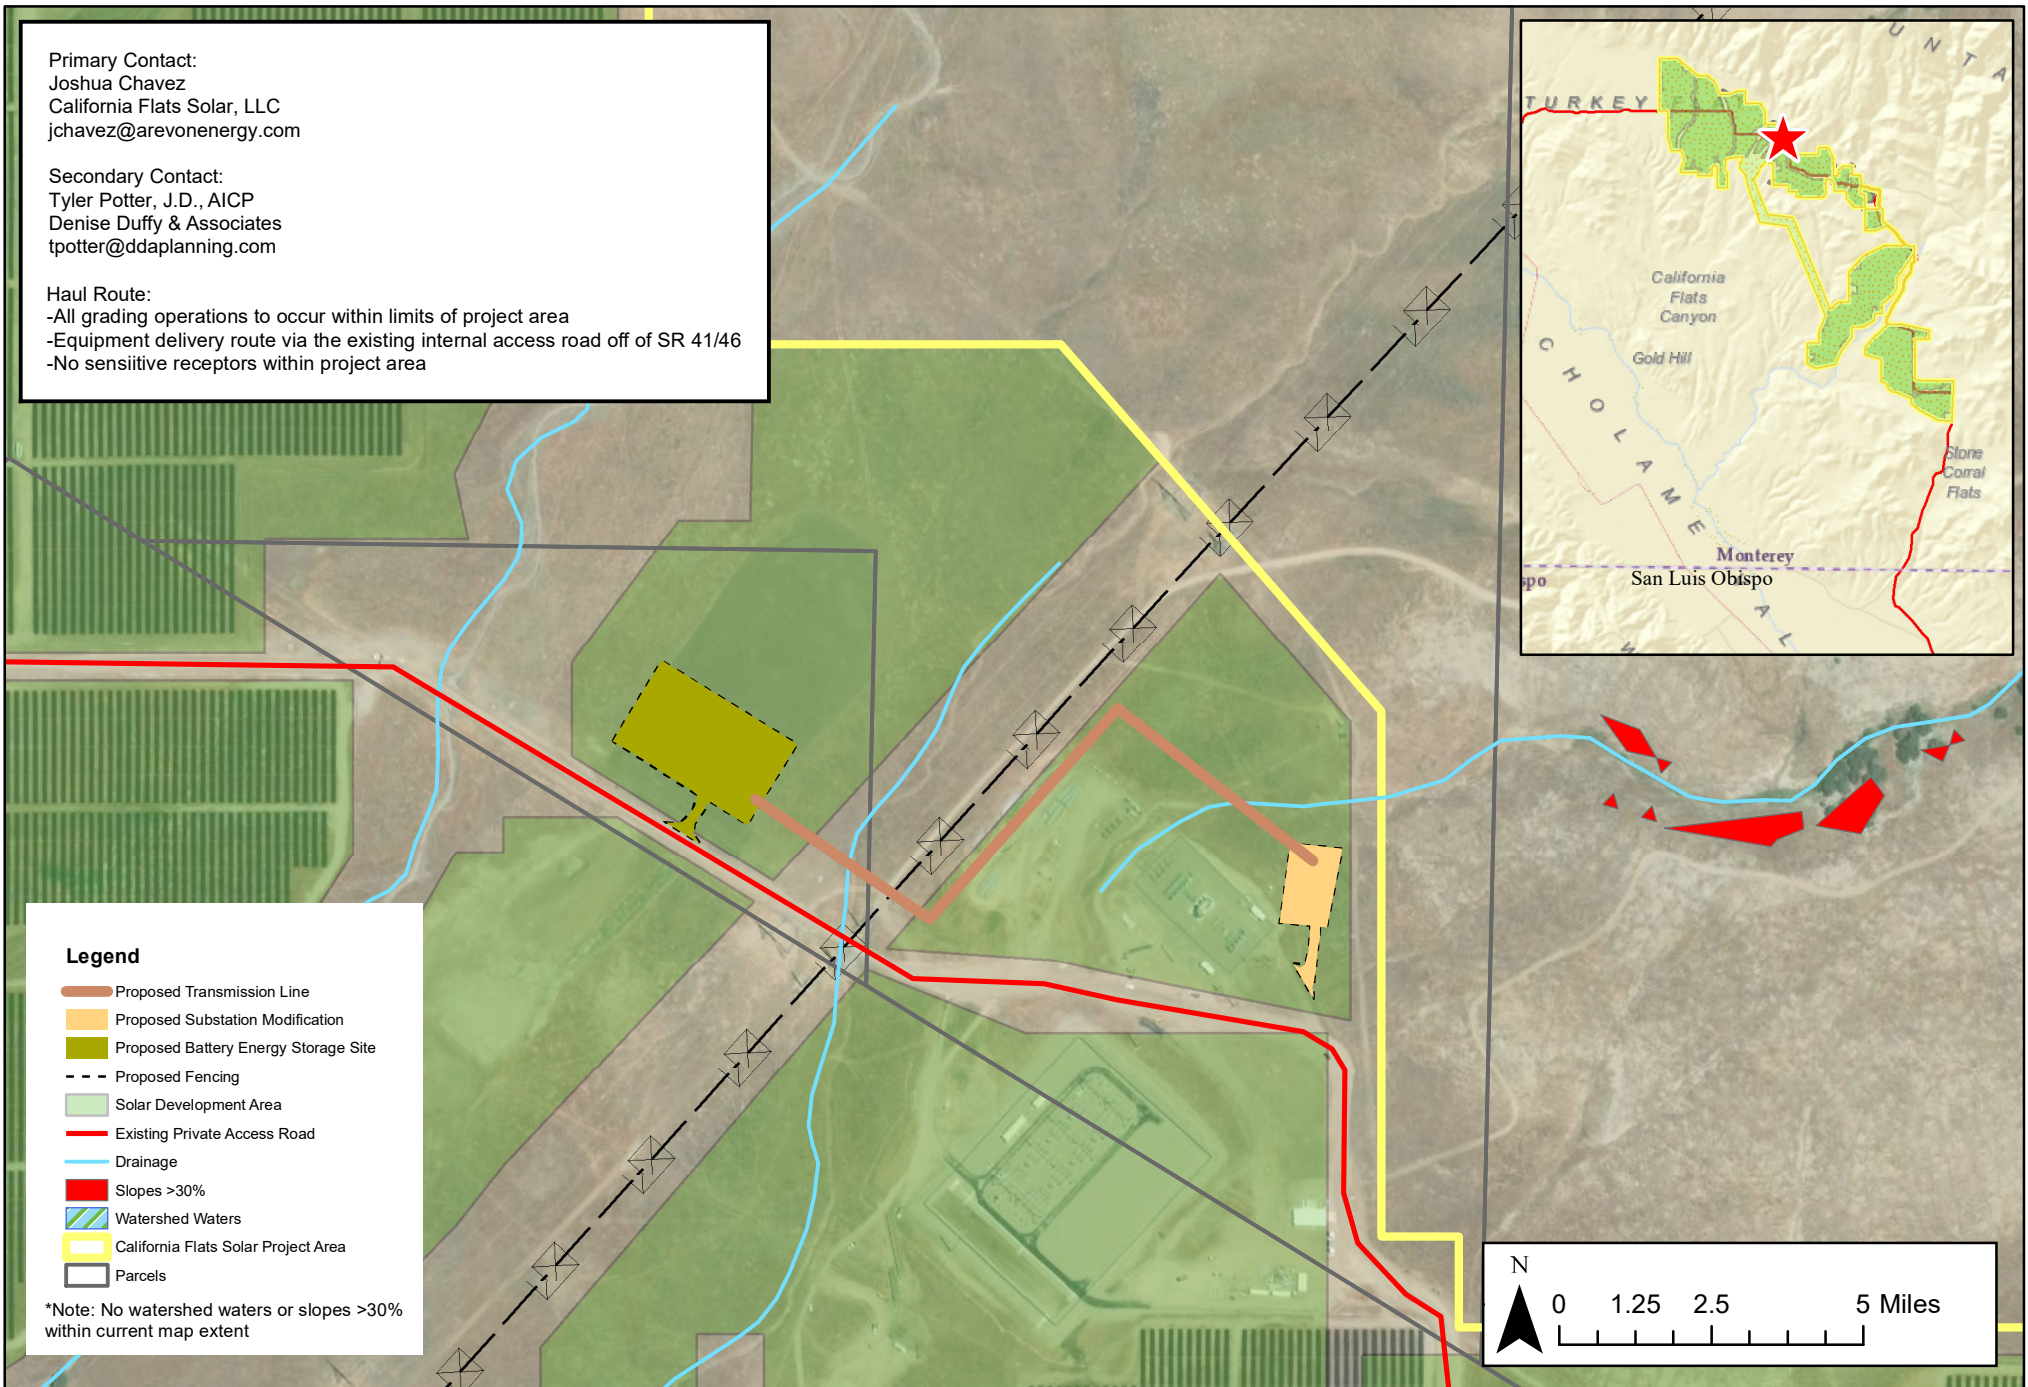 Primary Contact:
Joshua Chavez
California Flats Solar, LLC
jchavez@arevonenergy.com
Secondary Contact:
Tyler Potter, J.D., AICP
Denise Duffy & Associates
tpotter@ddaplanning.com
Haul Route:
-All grading operations to occur within limits of project area
-Equipment delivery route via the existing internal access road off of SR 41/46
-No sensiitive receptors within project area
UNTA
TURKEY
California
Flats
Canyon
Gold Hill
CHOLAME
Stone
Corral
Flats
Monterey
spo
San Luis Obispo
AL
Legend
Proposed Transmission Line
Proposed Substation Modification
Proposed Battery Energy Storage Site
Proposed Fencing
Solar Development Area
Existing Private Access Road
Drainage
Slopes >30%
Watershed Waters
California Flats Solar Project Area
Parcels
*Note: No watershed waters or slopes >30%
within current map extent
N
0 1.25 2.5 5 Miles